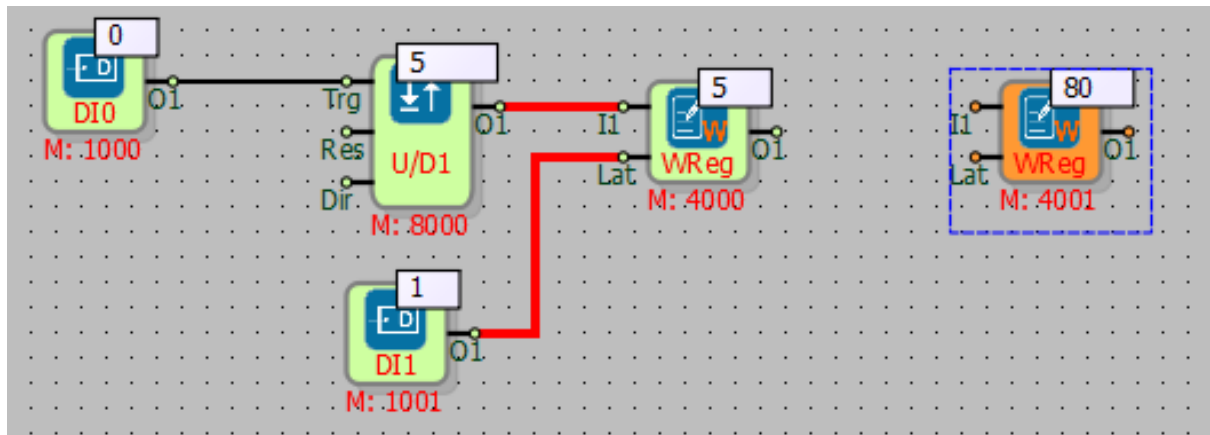 0
DI0
O1
M: 1000
5
Trg
Res
Dir
U/D1
O1
M: 8000
5
I1
Lat
WReg
O1
M: 4000
80
I1
Lat
WReg
O1
M: 4001
1
DI1
O1
M: 1001